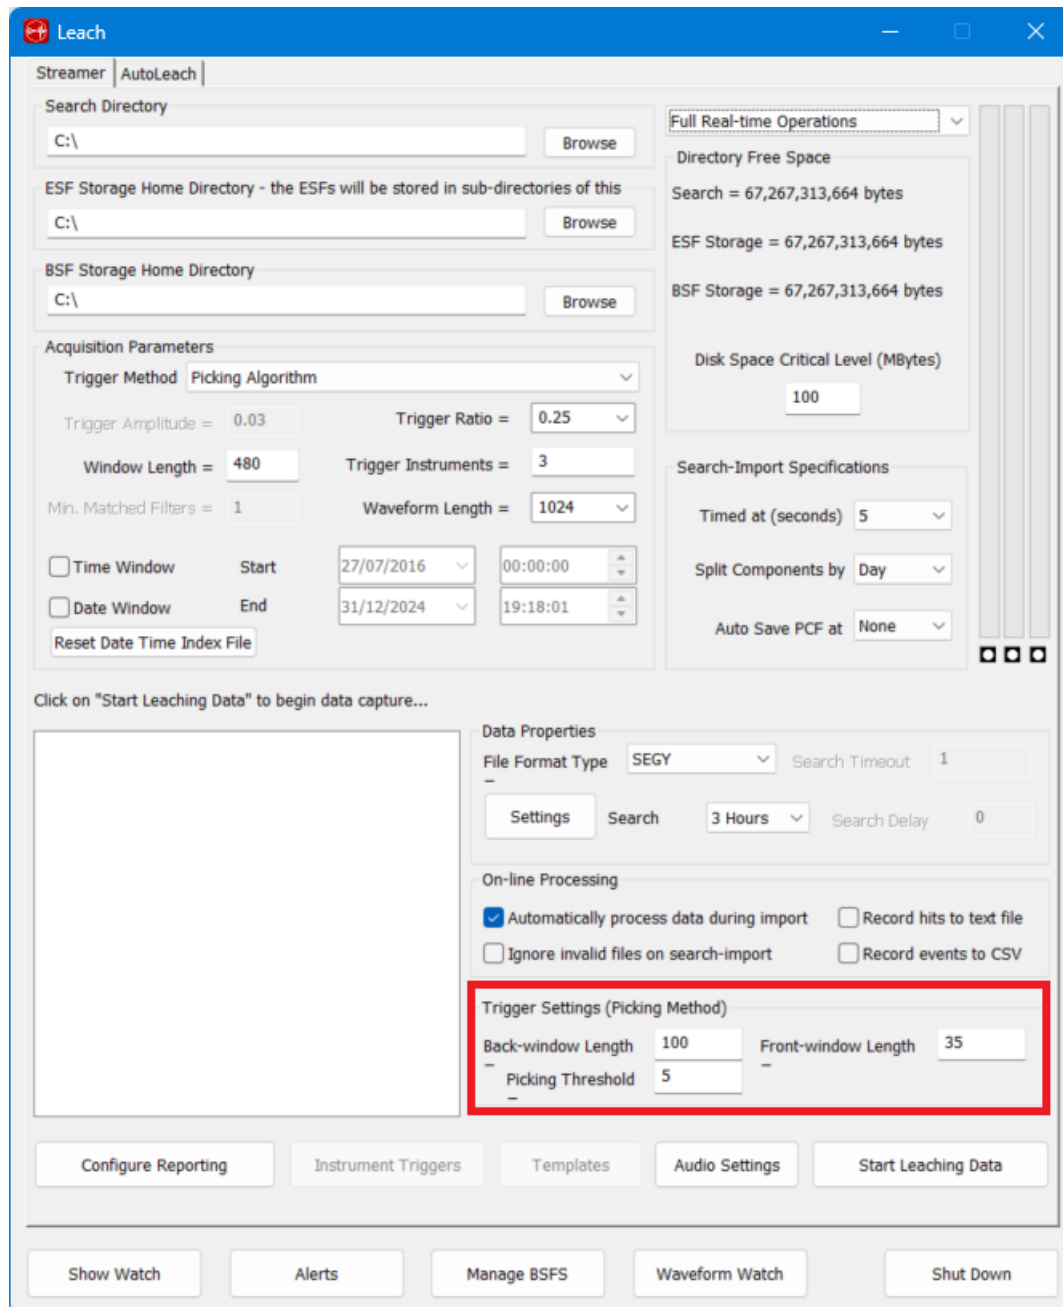 Leach
Streamer
AutoLeach
Search Directory
C:\
Browse
ESF Storage Home Directory - the ESFs will be stored in sub-directories of this
C:\
Browse
BSF Storage Home Directory
C:\
Browse
Full Real-time Operations
Directory Free Space
Search = 67,267,313,664 bytes
ESF Storage = 67,267,313,664 bytes
BSF Storage = 67,267,313,664 bytes
Disk Space Critical Level (MBytes)
100
Acquisition Parameters
Trigger Method Picking Algorithm
Trigger Amplitude = 0.03 Trigger Ratio = 0.25
Window Length = 480 Trigger Instruments = 3
Min. Matched Filters = 1 Waveform Length = 1024
Time Window Start 27/07/2016 00:00:00
Date Window End 31/12/2024 19:18:01
Reset Date Time Index File
Search-Import Specifications
Timed at (seconds) 5
Split Components by Day
Auto Save PCF at None
Click on "Start Leaching Data" to begin data capture...
Data Properties
File Format Type SEGY Search Timeout 1
Settings Search 3 Hours Search Delay 0
On-line Processing
Automatically process data during import Record hits to text file
Ignore invalid files on search-import Record events to CSV
Trigger Settings (Picking Method)
Back-window Length 100 Front-window Length 35
Picking Threshold 5
Configure Reporting Instrument Triggers Templates Audio Settings Start Leaching Data
Show Watch Alerts Manage BSFS Waveform Watch Shut Down